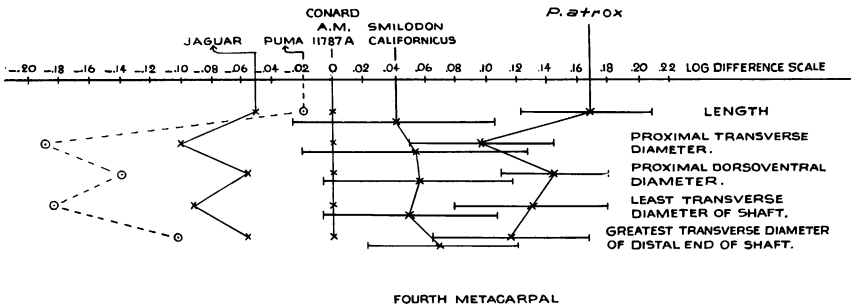 CONARD
A.M.
11787A
JAGUAR
PUMA
SMILODON
CALIFORNICUS
P. atrox
-.20 -.18 -.16 -.14 -.12 -.10 -.08 -.06 -.04 -.02 0 .02 .04 .06 .08 .10 .12 .14 .16 .18 .20 .22 LOG DIFFERENCE SCALE
LENGTH
PROXIMAL TRANSVERSE
DIAMETER.
PROXIMAL DORSOVENTRAL
DIAMETER.
LEAST TRANSVERSE
DIAMETER OF SHAFT.
GREATEST TRANSVERSE DIAMETER
OF DISTAL END OF SHAFT.
FOURTH METACARPAL